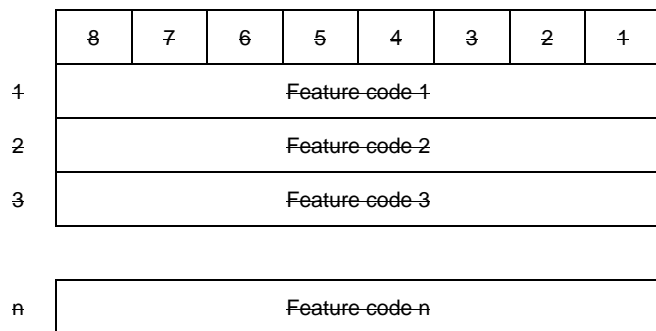 8 7 6 5 4 3 2 1
1 Feature code 1
2 Feature code 2
3 Feature code 3
n Feature code n